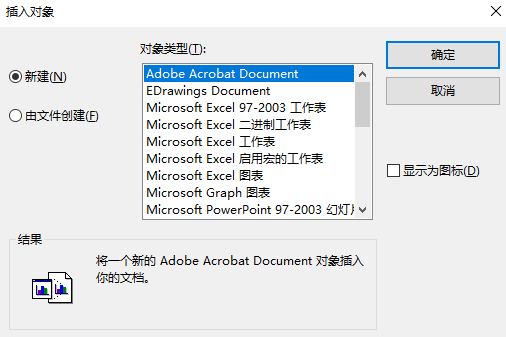 插入对象
对象类型(T):
新建(N)
由文件创建(F)
Adobe Acrobat Document
EDrawings Document
Microsoft Excel 97-2003 工作表
Microsoft Excel 二进制工作表
Microsoft Excel 工作表
Microsoft Excel 启用宏的工作表
Microsoft Excel 图表
Microsoft Graph 图表
Microsoft PowerPoint 97-2003 幻灯片
确定
取消
显示为图标(D)
结果
将一个新的 Adobe Acrobat Document 对象插入
你的文档。